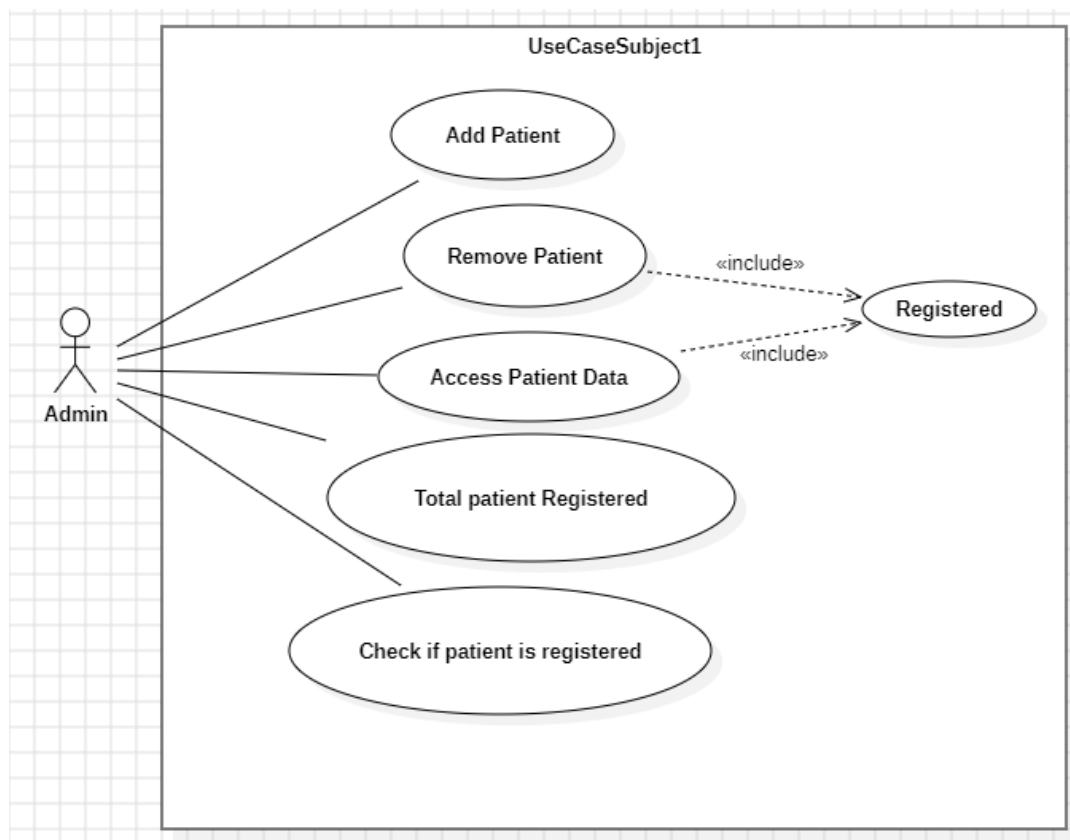 UseCaseSubject1
Add Patient
Remove Patient
«include»
Registered
«include»
Access Patient Data
Admin
Total patient Registered
Check if patient is registered